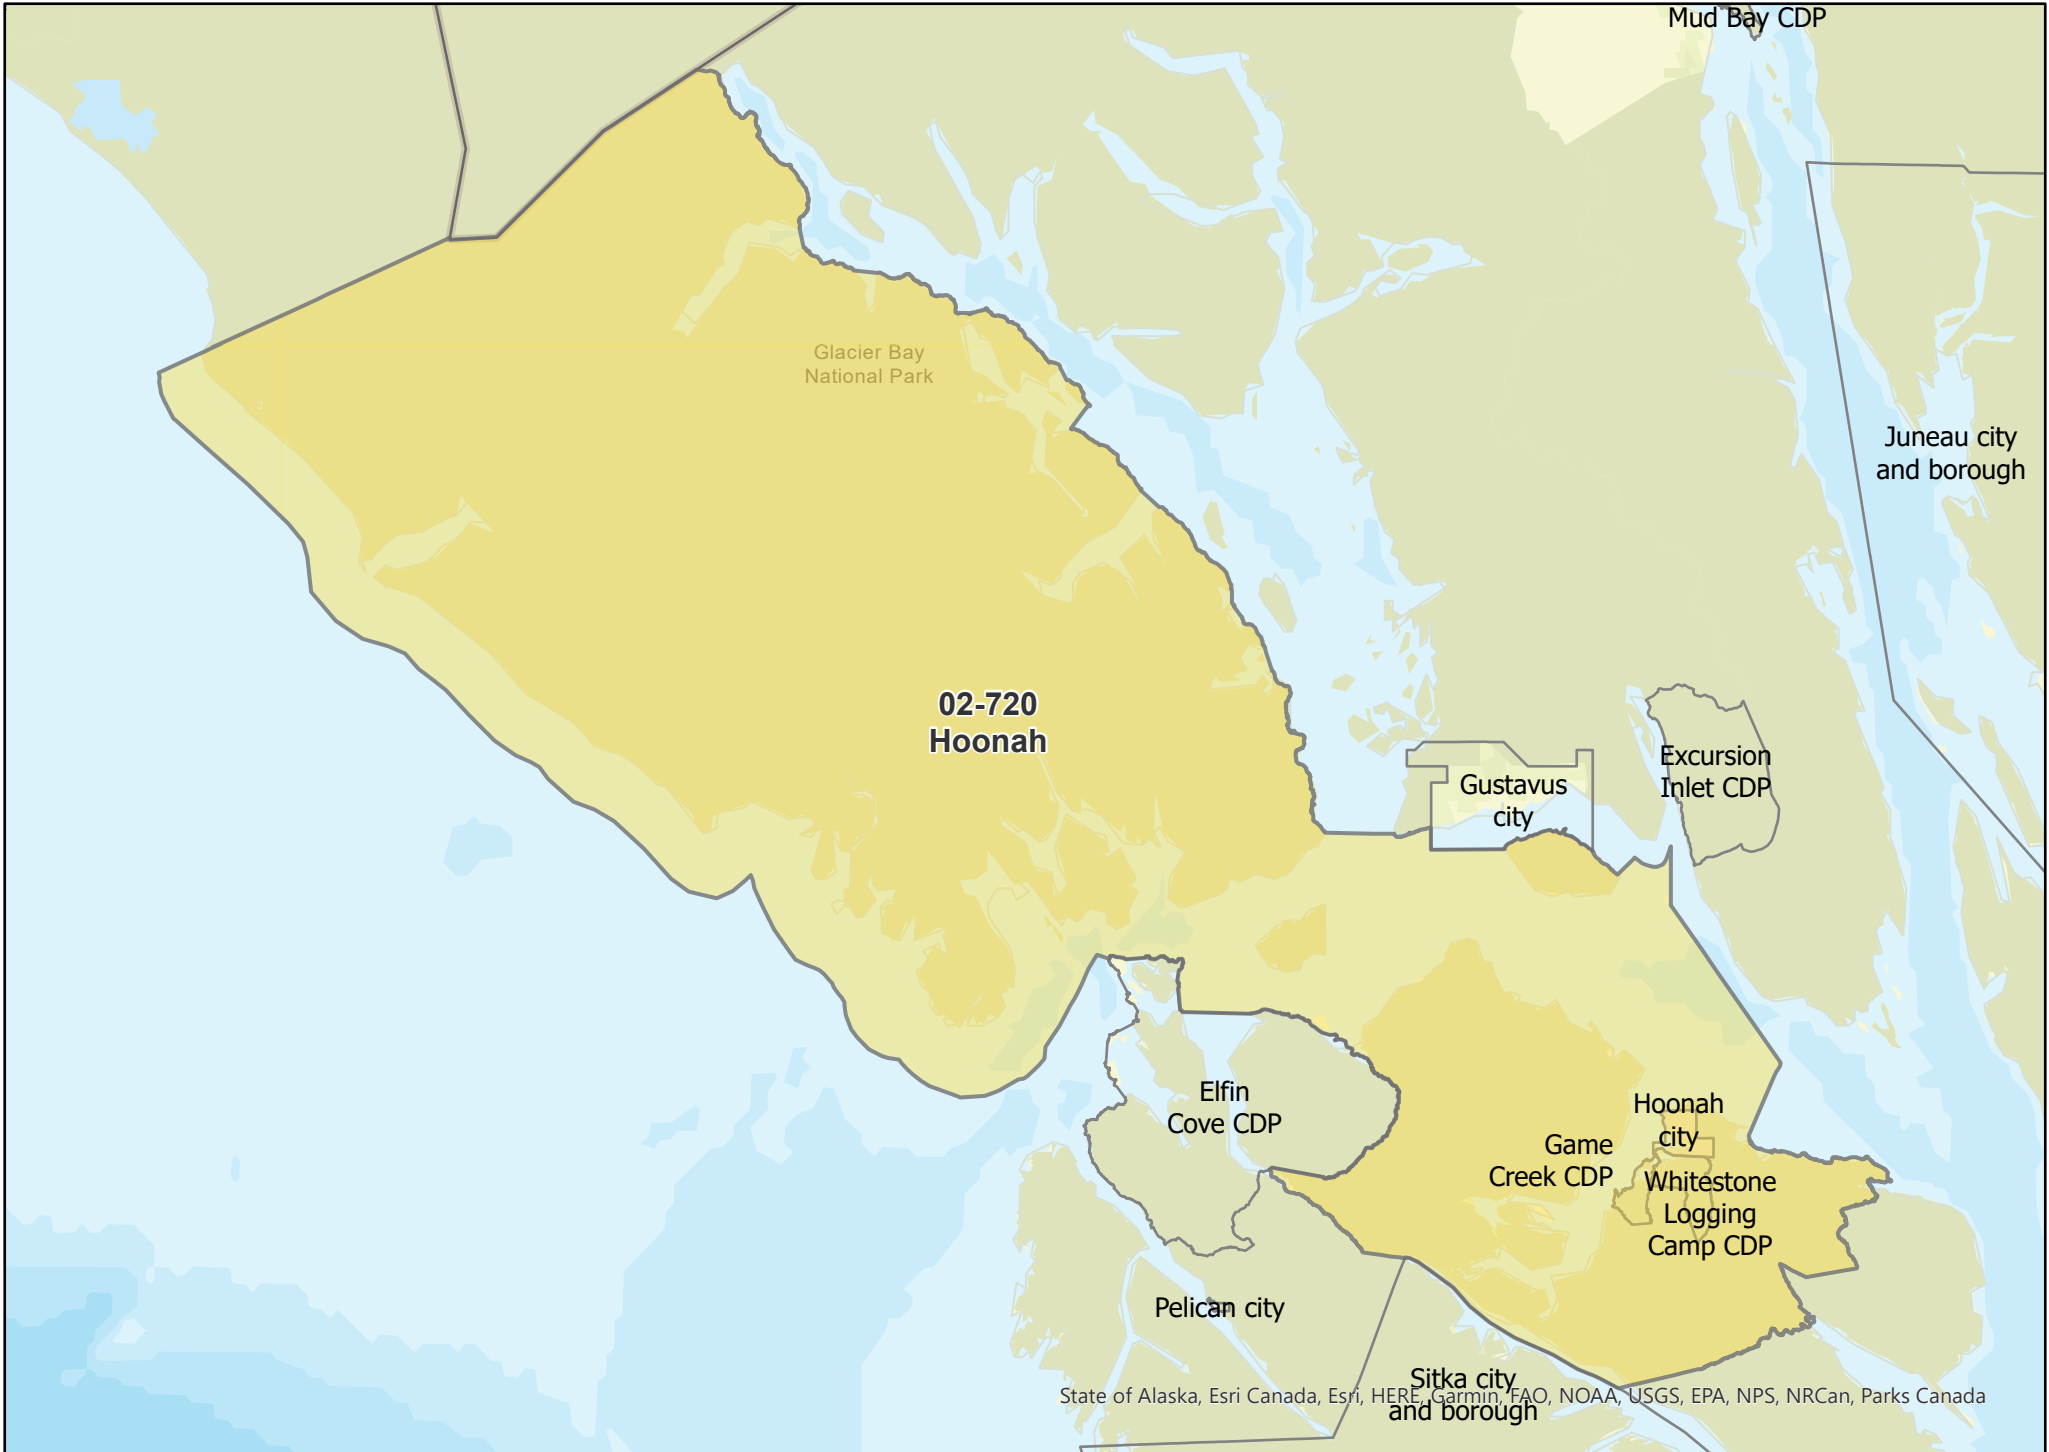 Mud Bay CDP
Glacier Bay
National Park
Juneau city
and borough
02-720
Hoonah
Excursion
Inlet CDP
Gustavus
city
Elfin
Cove CDP
Hoonah
city
Game
Creek CDP
Whitestone
Logging
Camp CDP
Pelican city
Sitka city
and borough
State of Alaska, Esri Canada, Esri, HERE, Garmin, FAO, NOAA, USGS, EPA, NPS, NRCan, Parks Canada